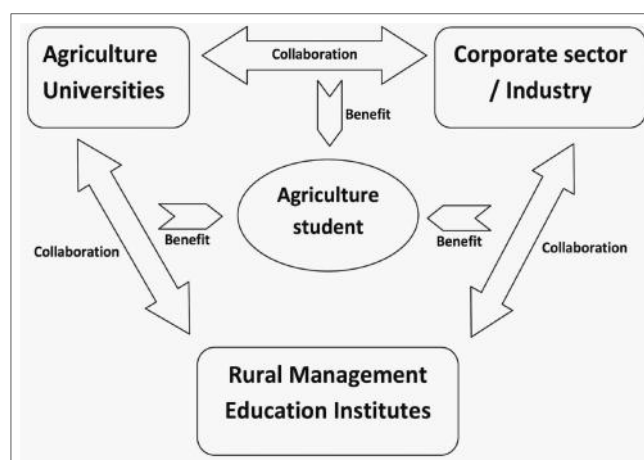 Agriculture
Universities
Collaboration
Corporate sector
/ Industry
Benefit
Agriculture
student
Collaboration
Benefit
Benefit
Collaboration
Rural Management
Education Institutes